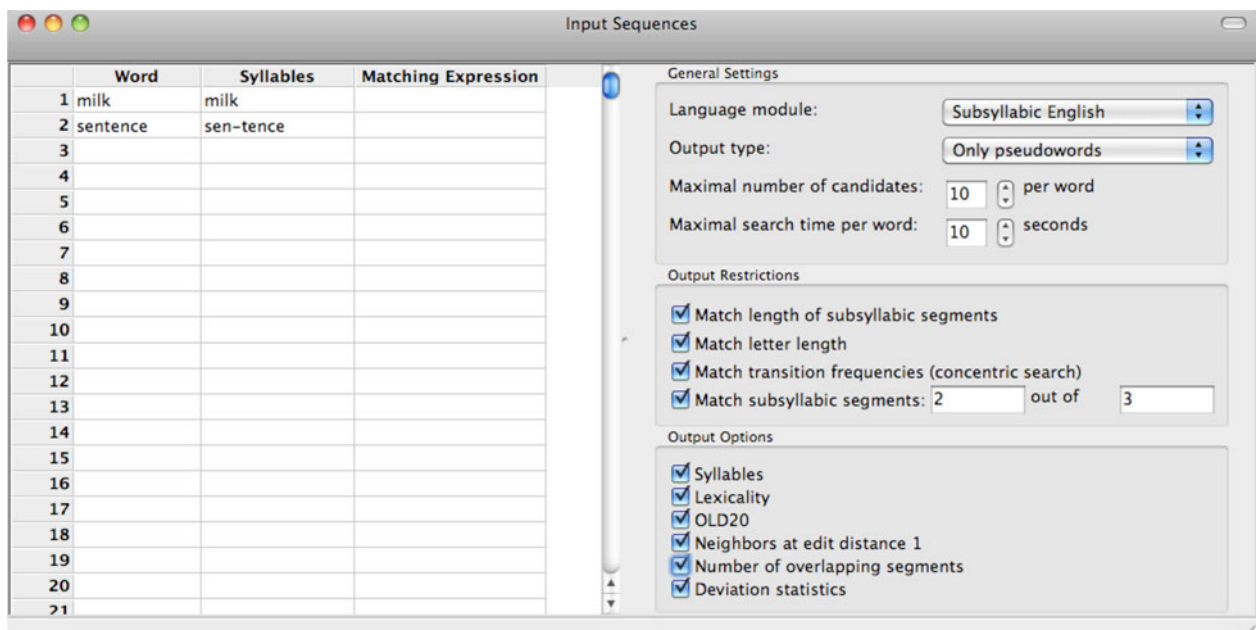 Input Sequences
Word Syllables Matching Expression
1 milk milk
2 sentence sen-tence
3
4
5
6
7
8
9
10
11
12
13
14
15
16
17
18
19
20
21
General Settings
Language module: Subsyllabic English
Output type: Only pseudowords
Maximal number of candidates: 10 per word
Maximal search time per word: 10 seconds
Output Restrictions
Match length of subsyllabic segments
Match letter length
Match transition frequencies (concentric search)
Match subsyllabic segments: 2 out of 3
Output Options
Syllables
Lexicality
OLD20
Neighbors at edit distance 1
Number of overlapping segments
Deviation statistics